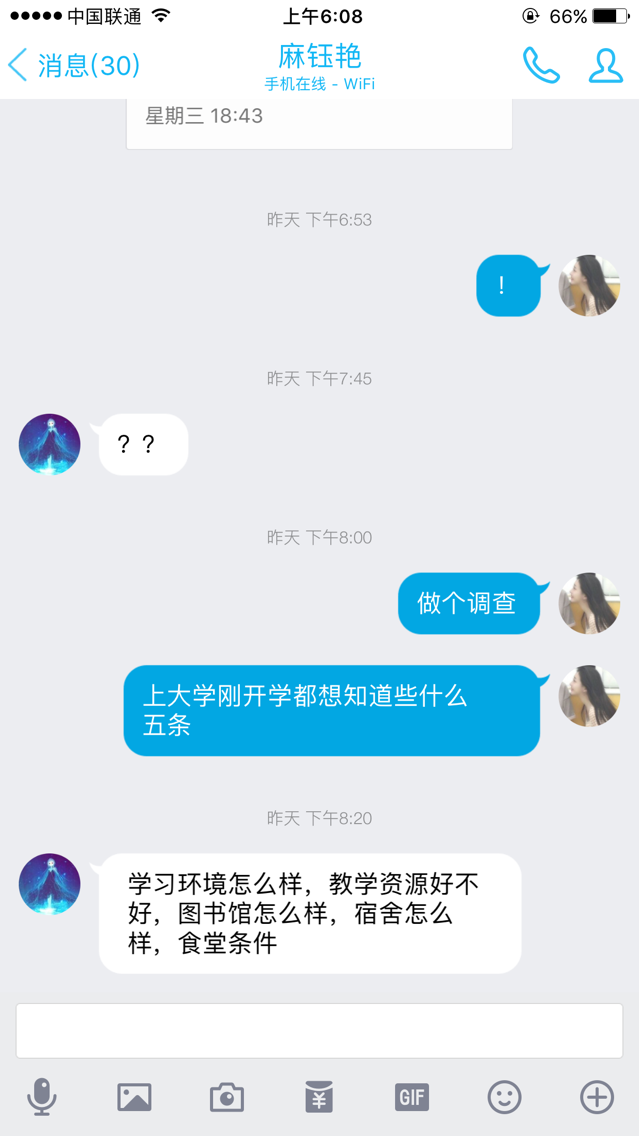 中国联通 上午6:08 66%
消息(30) 麻钰艳
手机在线 - WiFi
星期三 18:43
昨天 下午6:53
！
昨天 下午7:45
？？
昨天 下午8:00
做个调查
上大学刚开学都想知道些什么
五条
昨天 下午8:20
学习环境怎么样，教学资源好不
好，图书馆怎么样，宿舍怎么
样，食堂条件
GIF